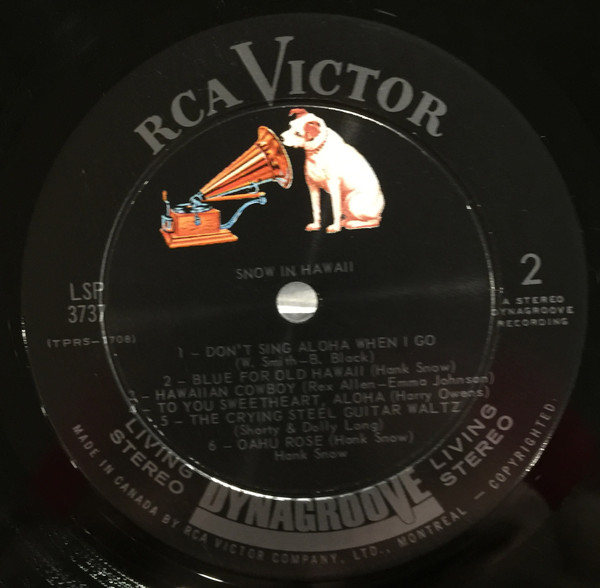 RCA VICTOR
SNOW IN HAWAII
LSP
3737
(TPRS-3708)
2
A STEREO
DYNAGROOVE
RECORDING
1 - DON'T SING ALOHA WHEN I GO
(W. Smith-B. Black)
2 - BLUE FOR OLD HAWAII (Hank Snow)
3 - HAWAIIAN COWBOY (Rex Allen-Emma Johnson)
4 - TO YOU SWEETHEART, ALOHA (Harry Owens)
5 - THE CRYING STEEL GUITAR WALTZ
(Shorty & Dolly Long)
6 - OAHU ROSE (Hank Snow)
Hank Snow
LIVING
STEREO
DYNAGROOVE
LIVING
STEREO
MADE IN CANADA BY RCA VICTOR COMPANY, LTD., MONTREAL - COPYRIGHTED.